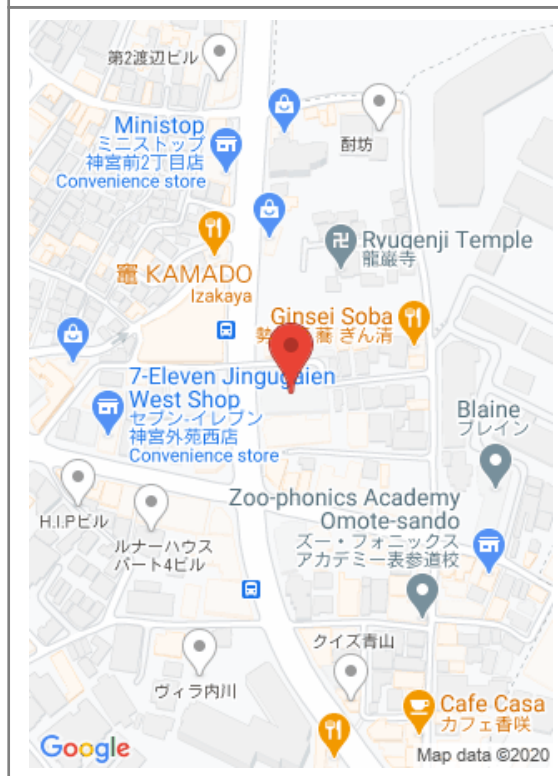 第2渡辺ビル
Ministop
ミニストップ
神宮前2丁目店
Convenience store
酎坊
竈 KAMADO
Izakaya
Ryugenji Temple
龍巌寺
Ginsei Soba
蕎 ぎん清
7-Eleven Jingugaien
West Shop
セブン-イレブン
神宮外苑西店
Convenience store
Blaine
ブレイン
Zoo-phonics Academy
Omote-sando
ズー・フォニックス
アカデミー表参道校
H.I.Pビル
ルナーハウス
パート4ビル
クイズ青山
ヴィラ内川
Cafe Casa
カフェ香咲
Google
Map data ©2020